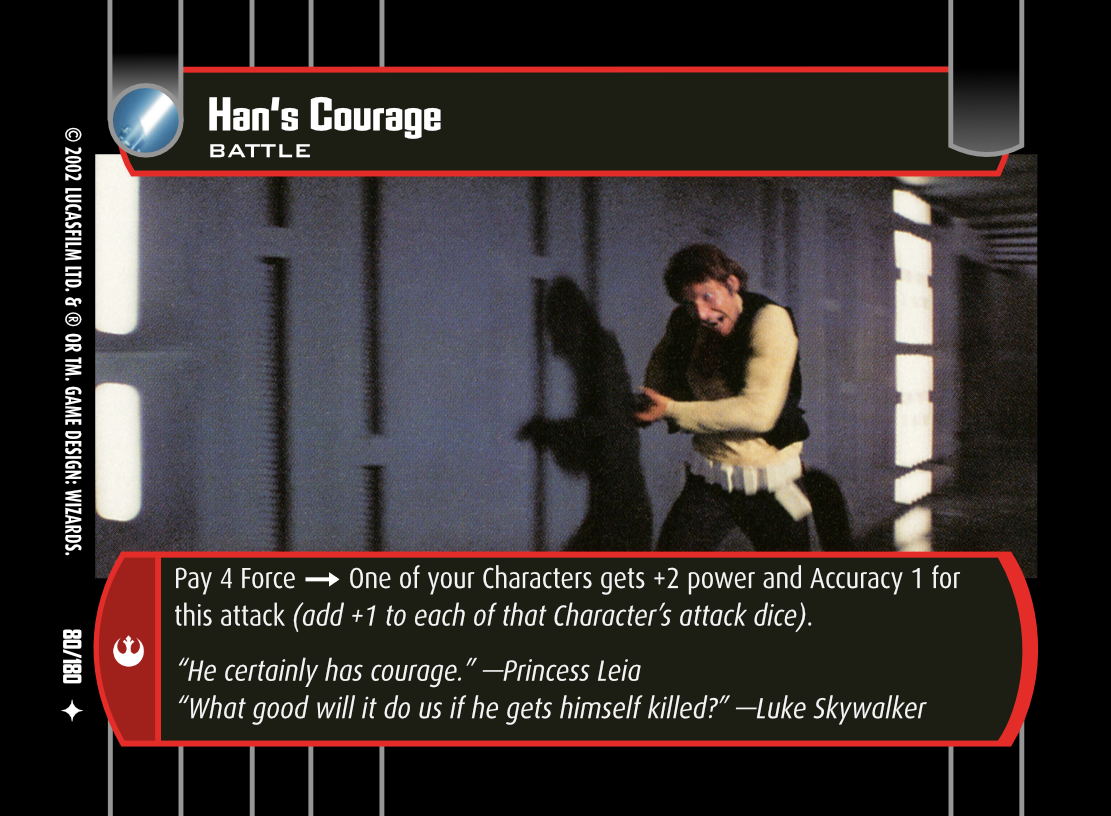 Han's Courage
BATTLE
Pay 4 Force → One of your Characters gets +2 power and Accuracy 1 for
this attack (add +1 to each of that Character’s attack dice).
“He certainly has courage.” —Princess Leia
“What good will it do us if he gets himself killed?” —Luke Skywalker
© 2002 LUCASFILM LTD. & ® OR TM. GAME DESIGN: WIZARDS.
80/180